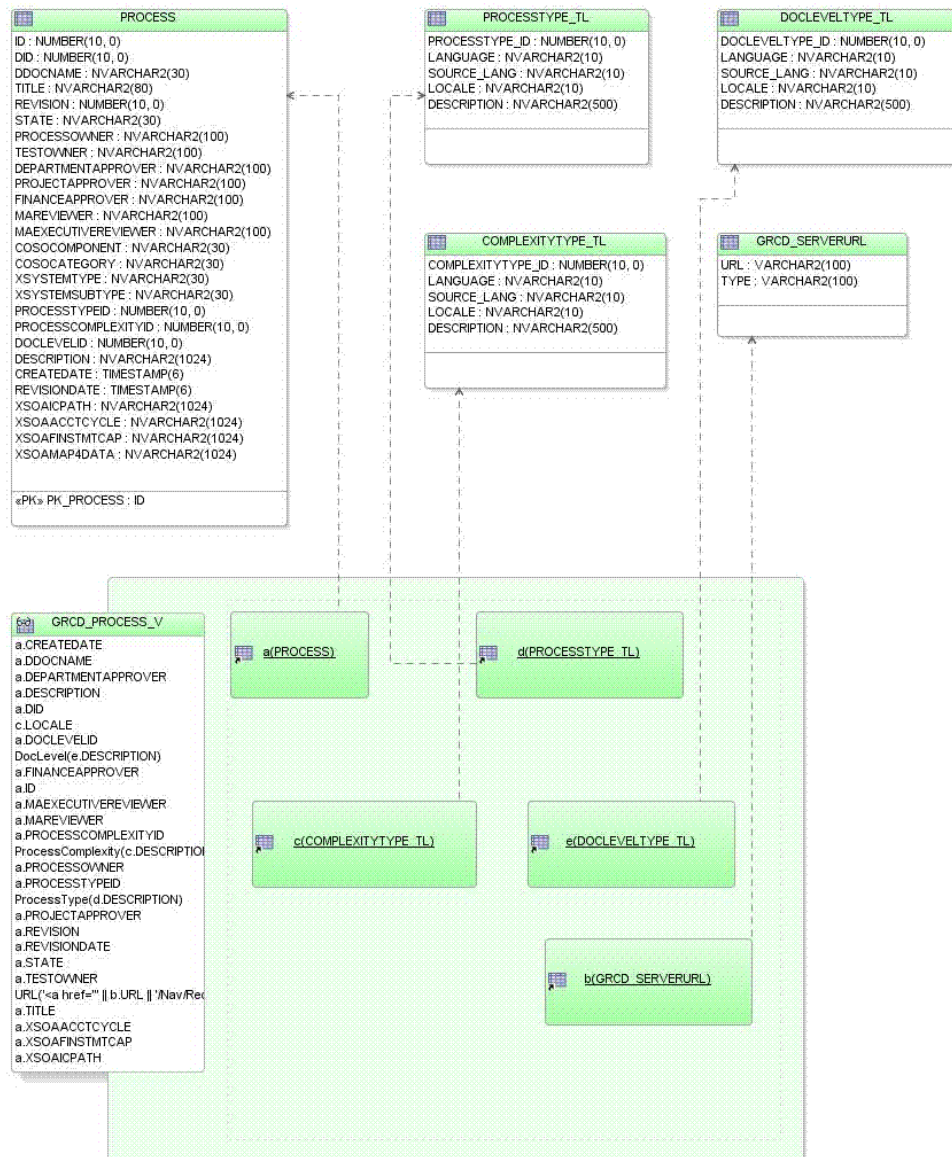 PROCESS
ID : NUMBER(10, 0)
DID : NUMBER(10, 0)
DDOCNAME : NVARCHAR2(30)
TITLE : NVARCHAR2(80)
REVISION : NUMBER(10, 0)
STATE : NVARCHAR2(30)
PROCESSOWNER : NVARCHAR2(100)
TESTOWNER : NVARCHAR2(100)
DEPARTMENTAPPROVER : NVARCHAR2(100)
PROJECTAPPROVER : NVARCHAR2(100)
FINANCEAPPROVER : NVARCHAR2(100)
MAREVIEWER : NVARCHAR2(100)
MAEXECUTIVEREVIEWER : NVARCHAR2(100)
COSOCOMPONENT : NVARCHAR2(30)
COSOCATEGORY : NVARCHAR2(30)
XSYSTEMTYPE : NVARCHAR2(30)
XSYSTEMSUBTYPE : NVARCHAR2(30)
PROCESSTYPEID : NUMBER(10, 0)
PROCESSCOMPLEXITYID : NUMBER(10, 0)
DOCLEVELID : NUMBER(10, 0)
DESCRIPTION : NVARCHAR2(1024)
CREATEDATE : TIMESTAMP(6)
REVISIONDATE : TIMESTAMP(6)
XSOAICPATH : NVARCHAR2(1024)
XSOAACCTCYCLE : NVARCHAR2(1024)
XSOAFINSTMTCAP : NVARCHAR2(1024)
XSOAMAP4DATA : NVARCHAR2(1024)
«PK» PK_PROCESS : ID
PROCESSTYPE_TL
PROCESSTYPE_ID : NUMBER(10, 0)
LANGUAGE : NVARCHAR2(10)
SOURCE_LANG : NVARCHAR2(10)
LOCALE : NVARCHAR2(10)
DESCRIPTION : NVARCHAR2(500)
DOCLEVELTYPE_TL
DOCLEVELTYPE_ID : NUMBER(10, 0)
LANGUAGE : NVARCHAR2(10)
SOURCE_LANG : NVARCHAR2(10)
LOCALE : NVARCHAR2(10)
DESCRIPTION : NVARCHAR2(500)
COMPLEXITYTYPE_TL
COMPLEXITYTYPE_ID : NUMBER(10, 0)
LANGUAGE : NVARCHAR2(10)
SOURCE_LANG : NVARCHAR2(10)
LOCALE : NVARCHAR2(10)
DESCRIPTION : NVARCHAR2(500)
GRCD_SERVERURL
URL : VARCHAR2(100)
TYPE : VARCHAR2(100)
GRCD_PROCESS_V
a.CREATEDATE
a.DDOCNAME
a.DEPARTMENTAPPROVER
a.DESCRIPTION
a.DID
c.LOCALE
a.DOCLEVELID
DocLevel(e.DESCRIPTION)
a.FINANCEAPPROVER
a.ID
a.MAEXECUTIVEREVIEWER
a.MAREVIEWER
a.PROCESSCOMPLEXITYID
ProcessComplexity(c.DESCRIPTION
a.PROCESSOWNER
a.PROCESSTYPEID
ProcessType(d.DESCRIPTION)
a.PROJECTAPPROVER
a.REVISION
a.REVISIONDATE
a.STATE
a.TESTOWNER
URL('<a href="' || b.URL || '/Nav/Rec
a.TITLE
a.XSOAACCTCYCLE
a.XSOAFINSTMTCAP
a.XSOAICPATH
a(PROCESS)
d(PROCESSTYPE_TL)
c(COMPLEXITYTYPE_TL)
e(DOCLEVELTYPE_TL)
b(GRCD_SERVERURL)